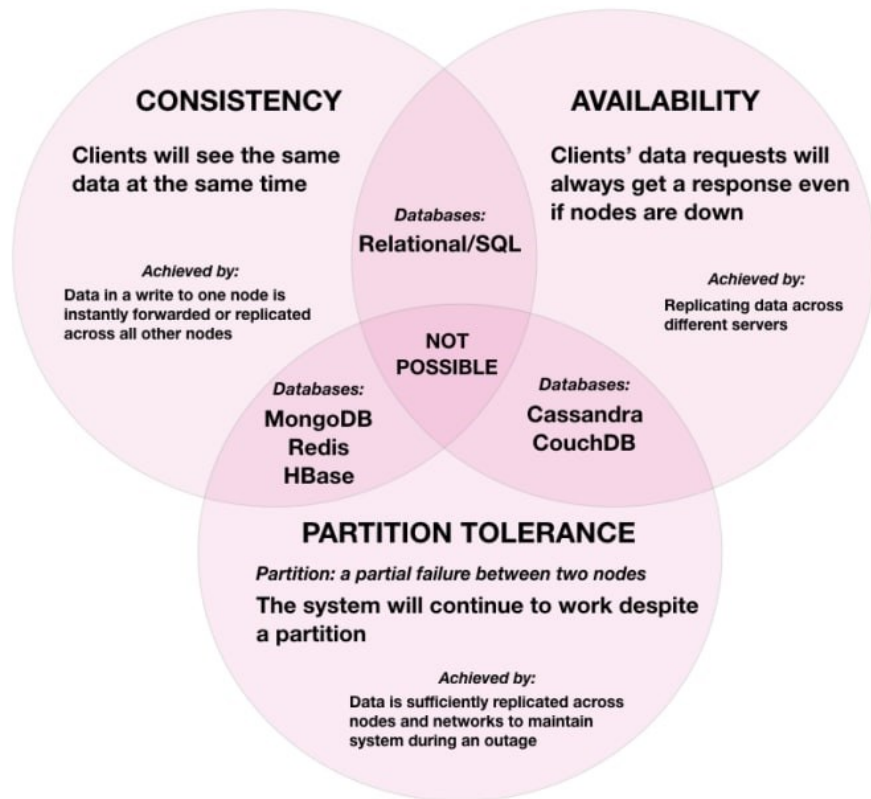 CONSISTENCY
Clients will see the same
data at the same time
Achieved by:
Data in a write to one node is
instantly forwarded or replicated
across all other nodes
AVAILABILITY
Clients' data requests will
always get a response even
if nodes are down
Achieved by:
Replicating data across
different servers
Databases:
Relational/SQL
NOT
POSSIBLE
Databases:
MongoDB
Redis
HBase
Databases:
Cassandra
CouchDB
PARTITION TOLERANCE
Partition: a partial failure between two nodes
The system will continue to work despite
a partition
Achieved by:
Data is sufficiently replicated across
nodes and networks to maintain
system during an outage